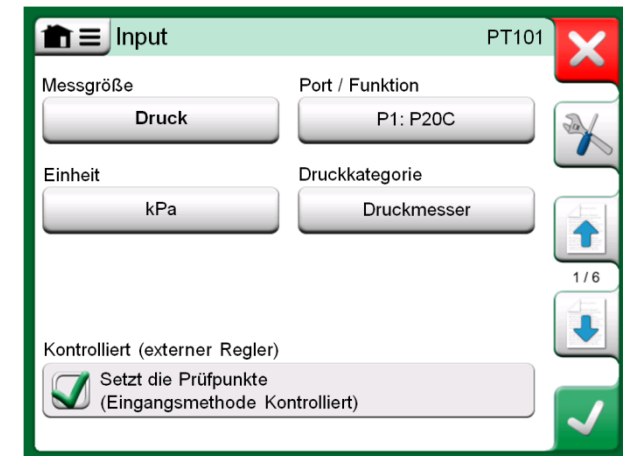 Input PT101
Messgröße Port / Funktion
Druck P1: P20C
Einheit Druckkategorie
kPa Druckmesser
1 / 6
Kontrolliert (externer Regler)
Setzt die Prüfpunkte
(Eingangsmethode Kontrolliert)